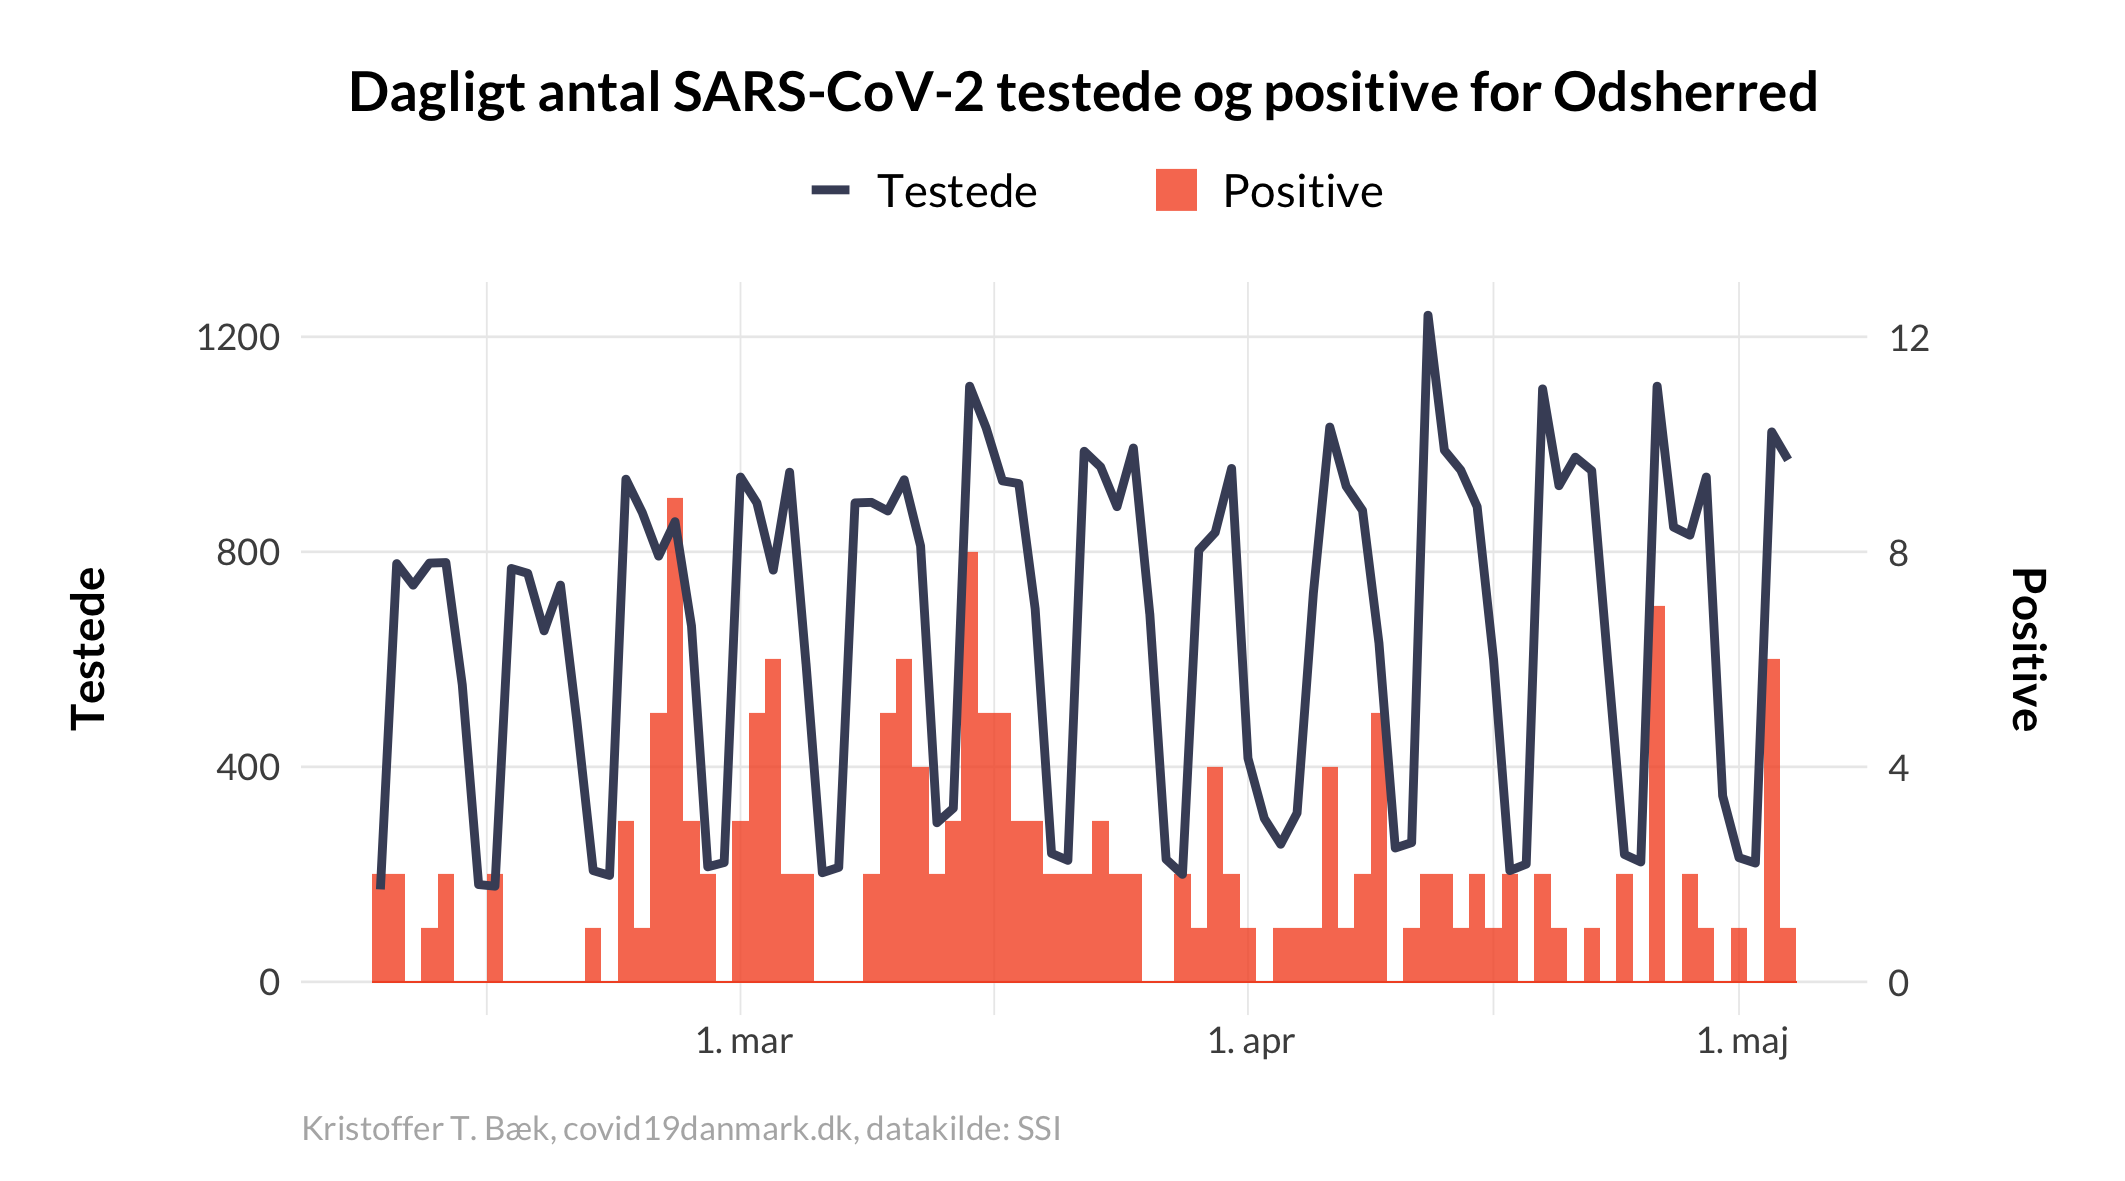 Dagligt antal SARS-CoV-2 testede og positive for Odsherred
Testede
Positive
1200
800
400
0
12
8
4
0
Testede
Positive
1. mar
1. apr
1. maj
Kristoffer T. Bæk, covid19danmark.dk, datakilde: SSI